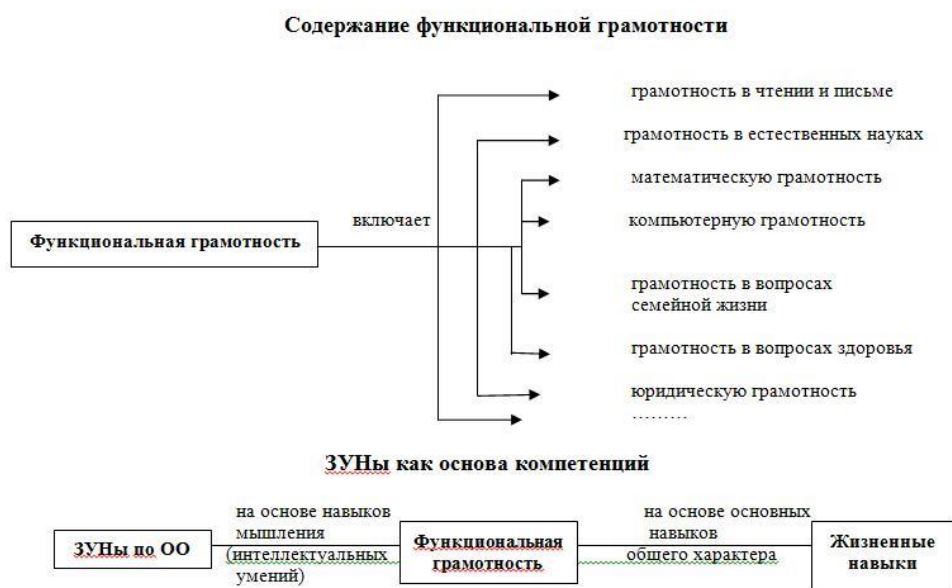 Содержание функциональной грамотности
грамотность в чтении и письме
грамотность в естественных науках
математическую грамотность
включает
компьютерную грамотность
Функциональная грамотность
грамотность в вопросах
семейной жизни
грамотность в вопросах здоровья
юридическую грамотность
………
ЗУНы как основа компетенций
ЗУНы по ОО
на основе навыков
мышления
(интеллектуальных
умений)
Функциональная
грамотность
на основе основных
навыков
общего характера
Жизненные
навыки